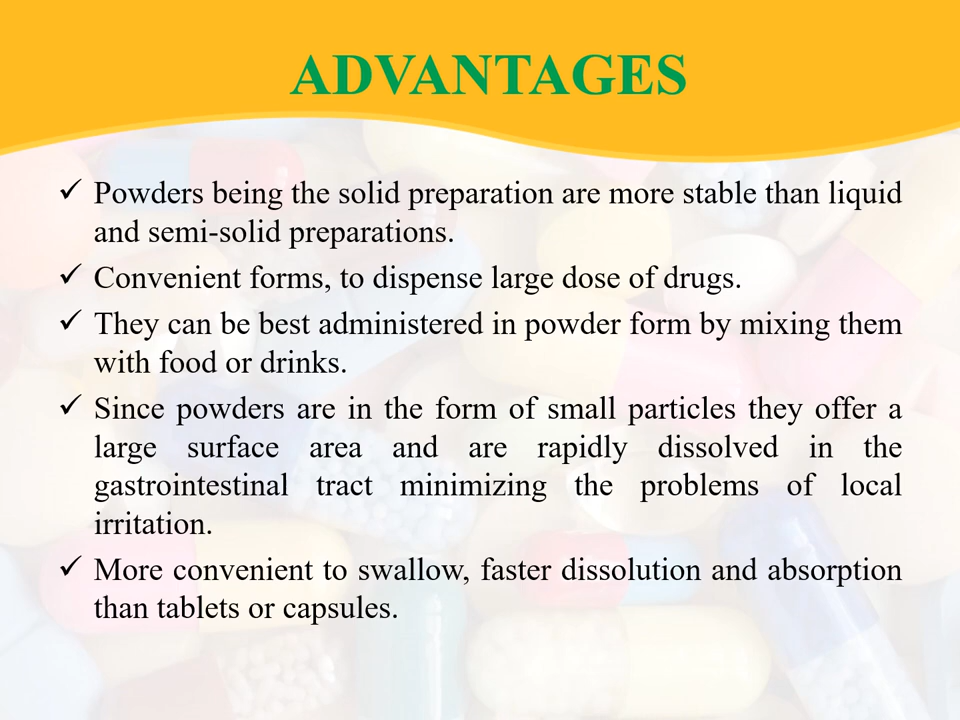 ADVANTAGES
✓ Powders being the solid preparation are more stable than liquid
and semi-solid preparations.
✓ Convenient forms, to dispense large dose of drugs.
✓ They can be best administered in powder form by mixing them
with food or drinks.
✓ Since powders are in the form of small particles they offer a
large surface area and are rapidly dissolved in the
gastrointestinal tract minimizing the problems of local
irritation.
✓ More convenient to swallow, faster dissolution and absorption
than tablets or capsules.